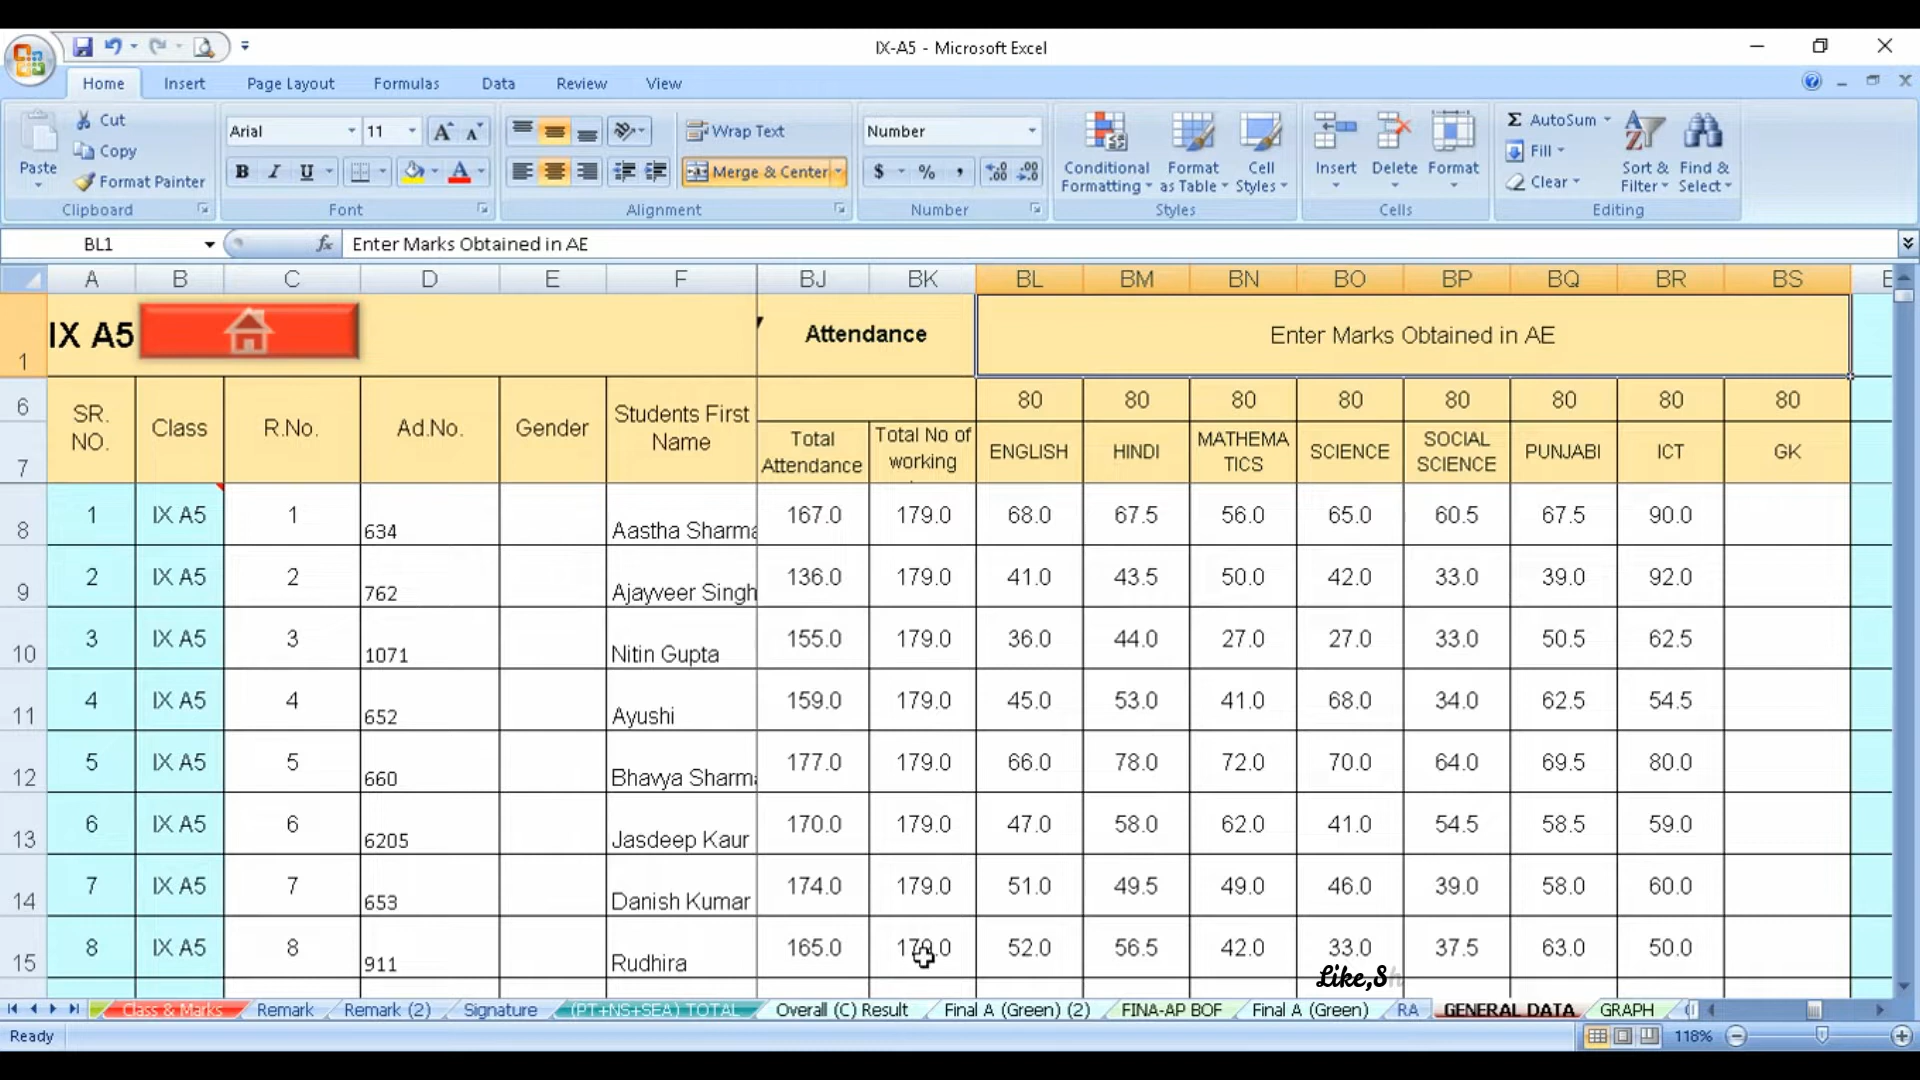 IX-A5 - Microsoft Excel
Home Insert Page Layout Formulas Data Review View
Cut
Copy
Format Painter
Paste
Clipboard
Arial 11
B I U
Font
Wrap Text
Merge & Center
Alignment
Number
$ % ,
Number
Conditional Formatting
Format as Table
Cell Styles
Styles
Insert Delete Format
Cells
AutoSum
Fill
Clear
Sort & Filter
Find & Select
Editing
BL1 fx Enter Marks Obtained in AE
A B C D E F BJ BK BL BM BN BO BP BQ BR BS
1 IX A5 Attendance Enter Marks Obtained in AE
6 80 80 80 80 80 80 80 80
7 SR. NO. Class R.No. Ad.No. Gender Students First Name Total Attendance Total No of working ENGLISH HINDI MATHEMATICS SCIENCE SOCIAL SCIENCE PUNJABI ICT GK
8 1 IX A5 1 634 Aastha Sharma 167.0 179.0 68.0 67.5 56.0 65.0 60.5 67.5 90.0
9 2 IX A5 2 762 Ajayveer Singh 136.0 179.0 41.0 43.5 50.0 42.0 33.0 39.0 92.0
10 3 IX A5 3 1071 Nitin Gupta 155.0 179.0 36.0 44.0 27.0 27.0 33.0 50.5 62.5
11 4 IX A5 4 652 Ayushi 159.0 179.0 45.0 53.0 41.0 68.0 34.0 62.5 54.5
12 5 IX A5 5 660 Bhavya Sharma 177.0 179.0 66.0 78.0 72.0 70.0 64.0 69.5 80.0
13 6 IX A5 6 6205 Jasdeep Kaur 170.0 179.0 47.0 58.0 62.0 41.0 54.5 58.5 59.0
14 7 IX A5 7 653 Danish Kumar 174.0 179.0 51.0 49.5 49.0 46.0 39.0 58.0 60.0
15 8 IX A5 8 911 Rudhira 165.0 179.0 52.0 56.5 42.0 33.0 37.5 63.0 50.0
Like,Sh
Class & Marks Remark Remark (2) Signature (PT+NS+SEA) TOTAL Overall (C) Result Final A (Green) (2) FINA-AP BOF Final A (Green) RA GENERAL DATA GRAPH
Ready 118%